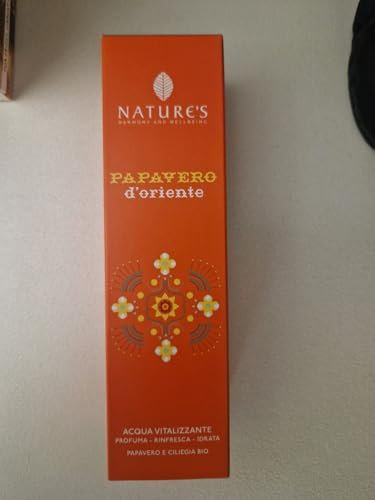 NATURE'S
HARMONY AND WELLBEING
PAPAVERO
d'oriente
ACQUA VITALIZZANTE
PROFUMA - RINFRESCA - IDRATA
PAPAVERO E CILIEGIA BIO